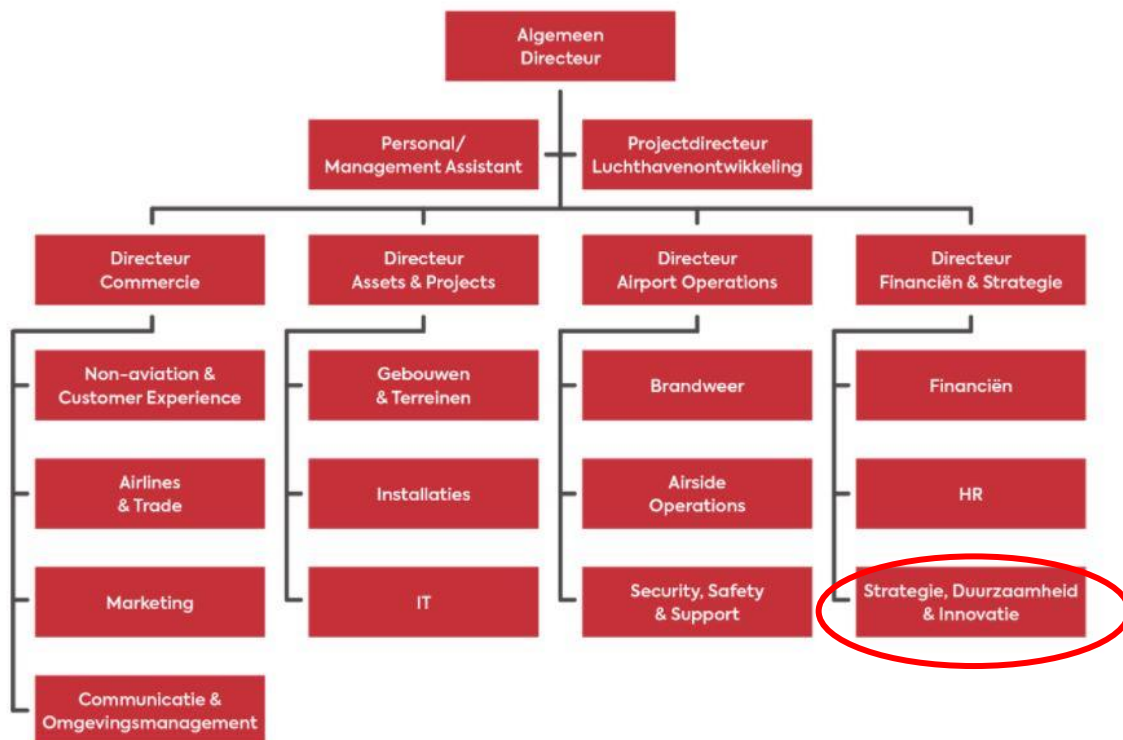 Algemeen
Directeur
Personal/
Management Assistant
Projectdirecteur
Luchthavenontwikkeling
Directeur
Commercie
Directeur
Assets & Projects
Directeur
Airport Operations
Directeur
Financiën & Strategie
Non-aviation &
Customer Experience
Gebouwen
& Terreinen
Brandweer
Financiën
Airlines
& Trade
Installaties
Airside
Operations
HR
Marketing
IT
Security, Safety
& Support
Strategie, Duurzaamheid
& Innovatie
Communicatie &
Omgevingsmanagement